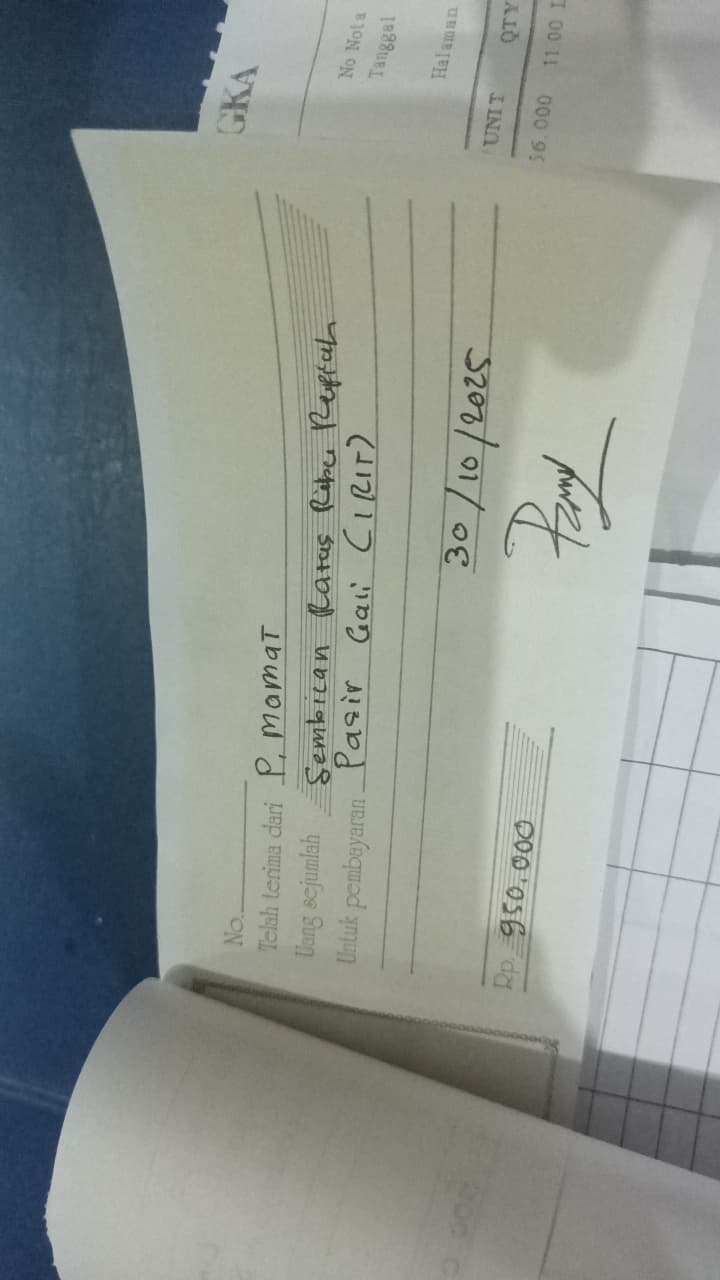 No.
Telah terima dari P. mamat
Uang sejumlah Sembilan Ratus Ribu Rupiah
Untuk pembayaran Pasir Gali (1 RIT)
30/10/2025
Rp. 950.000
GKA
No Nota
Tanggal
Halaman
UNIT QTY
36.000 11.00